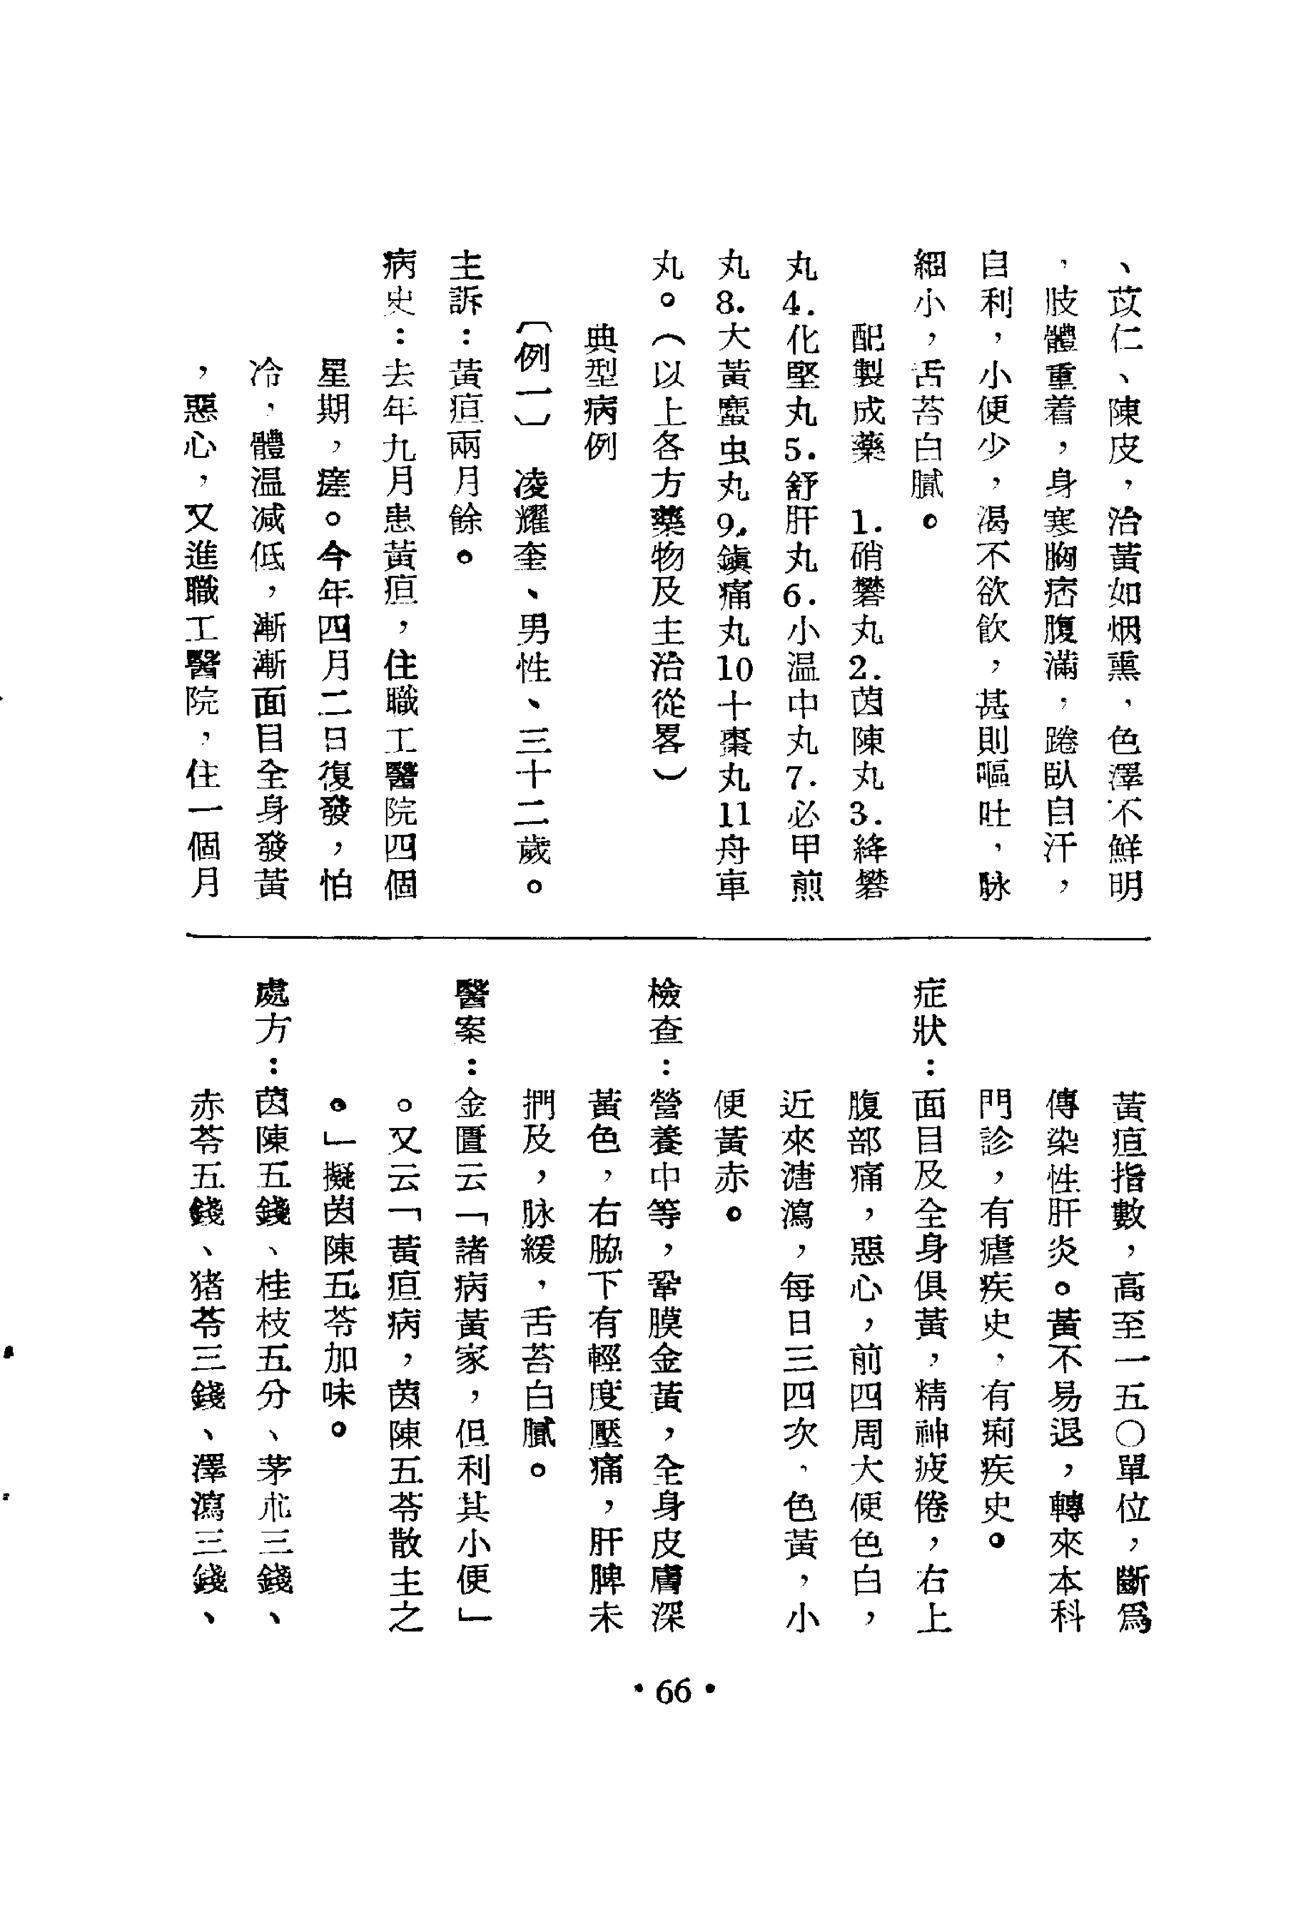 、苡仁、陳皮，治黃如烟熏，色澤不鮮明
，肢體重着，身寒胸痞腹滿，踡臥自汗，
自利，小便少，渴不欲飮，甚則嘔吐，脉
細小，舌苔白膩。
配製成藥　1.硝礬丸2.茵陳丸3.絳礬
丸4.化堅丸5.舒肝丸6.小温中丸7.必甲煎
丸8.大黃䗪虫丸9.鎭痛丸10十棗丸11舟車
丸。（以上各方藥物及主治從畧）
典型病例
〔例一〕　凌耀奎、男性、三十二歲。
主訴：黃疸兩月餘。
病史：去年九月患黃疸，住職工醫院四個
星期，瘥。今年四月二日復發，怕
冷，體温减低，漸漸面目全身發黃
，惡心，又進職工醫院，住一個月
黃疸指數，高至一五〇單位，斷爲
傳染性肝炎。黃不易退，轉來本科
門診，有瘧疾史，有痢疾史。
症狀：面目及全身俱黃，精神疲倦，右上
腹部痛，惡心，前四周大便色白，
近來溏瀉，每日三四次，色黃，小
便黃赤。
檢查：營養中等，鞏膜金黃，全身皮膚深
黃色，右脇下有輕度壓痛，肝脾未
捫及，脉緩，舌苔白膩。
醫案：金匱云「諸病黃家，但利其小便」
。又云「黃疸病，茵陳五苓散主之
。」擬茵陳五苓加味。
處方：茵陳五錢、桂枝五分、茅朮三錢、
赤苓五錢、猪苓三錢、澤瀉三錢、
•66•